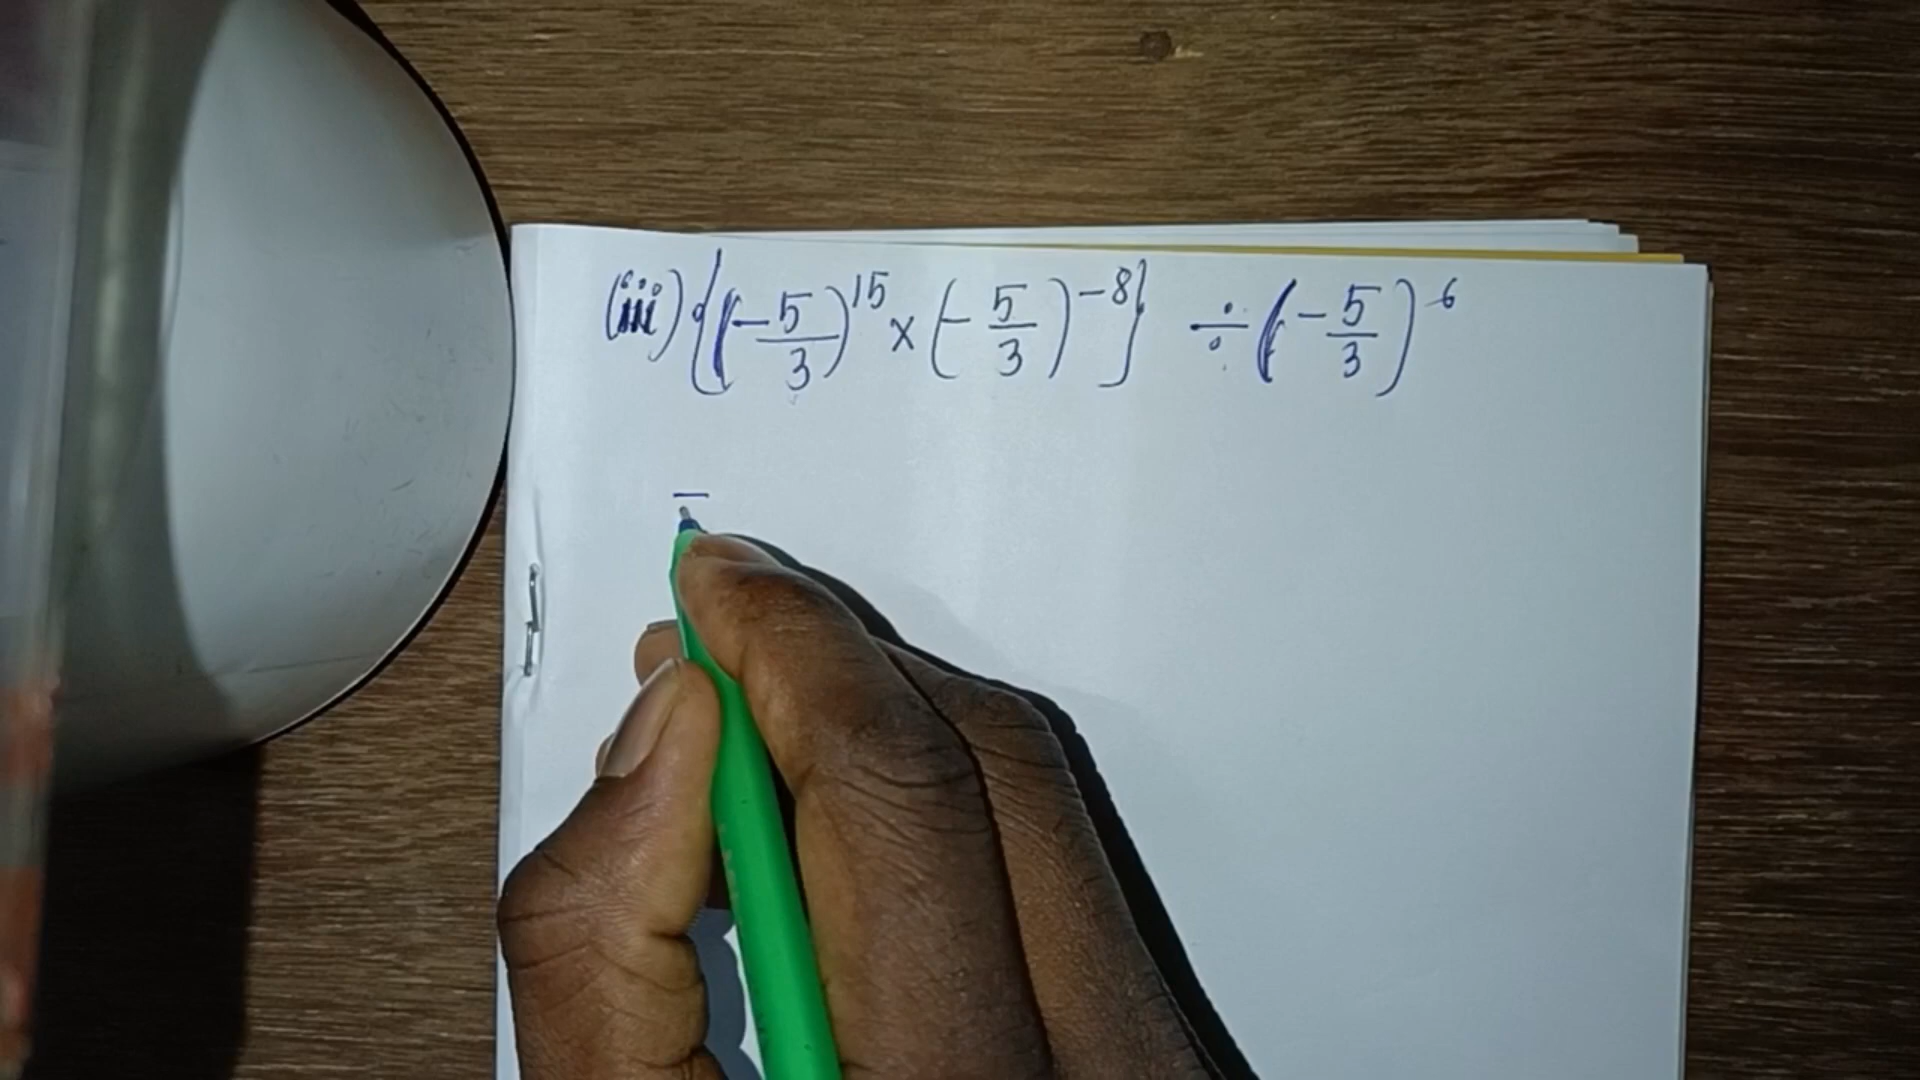 (iii) {(-5/3)^15 × (-5/3)^-8} ÷ (-5/3)^-6